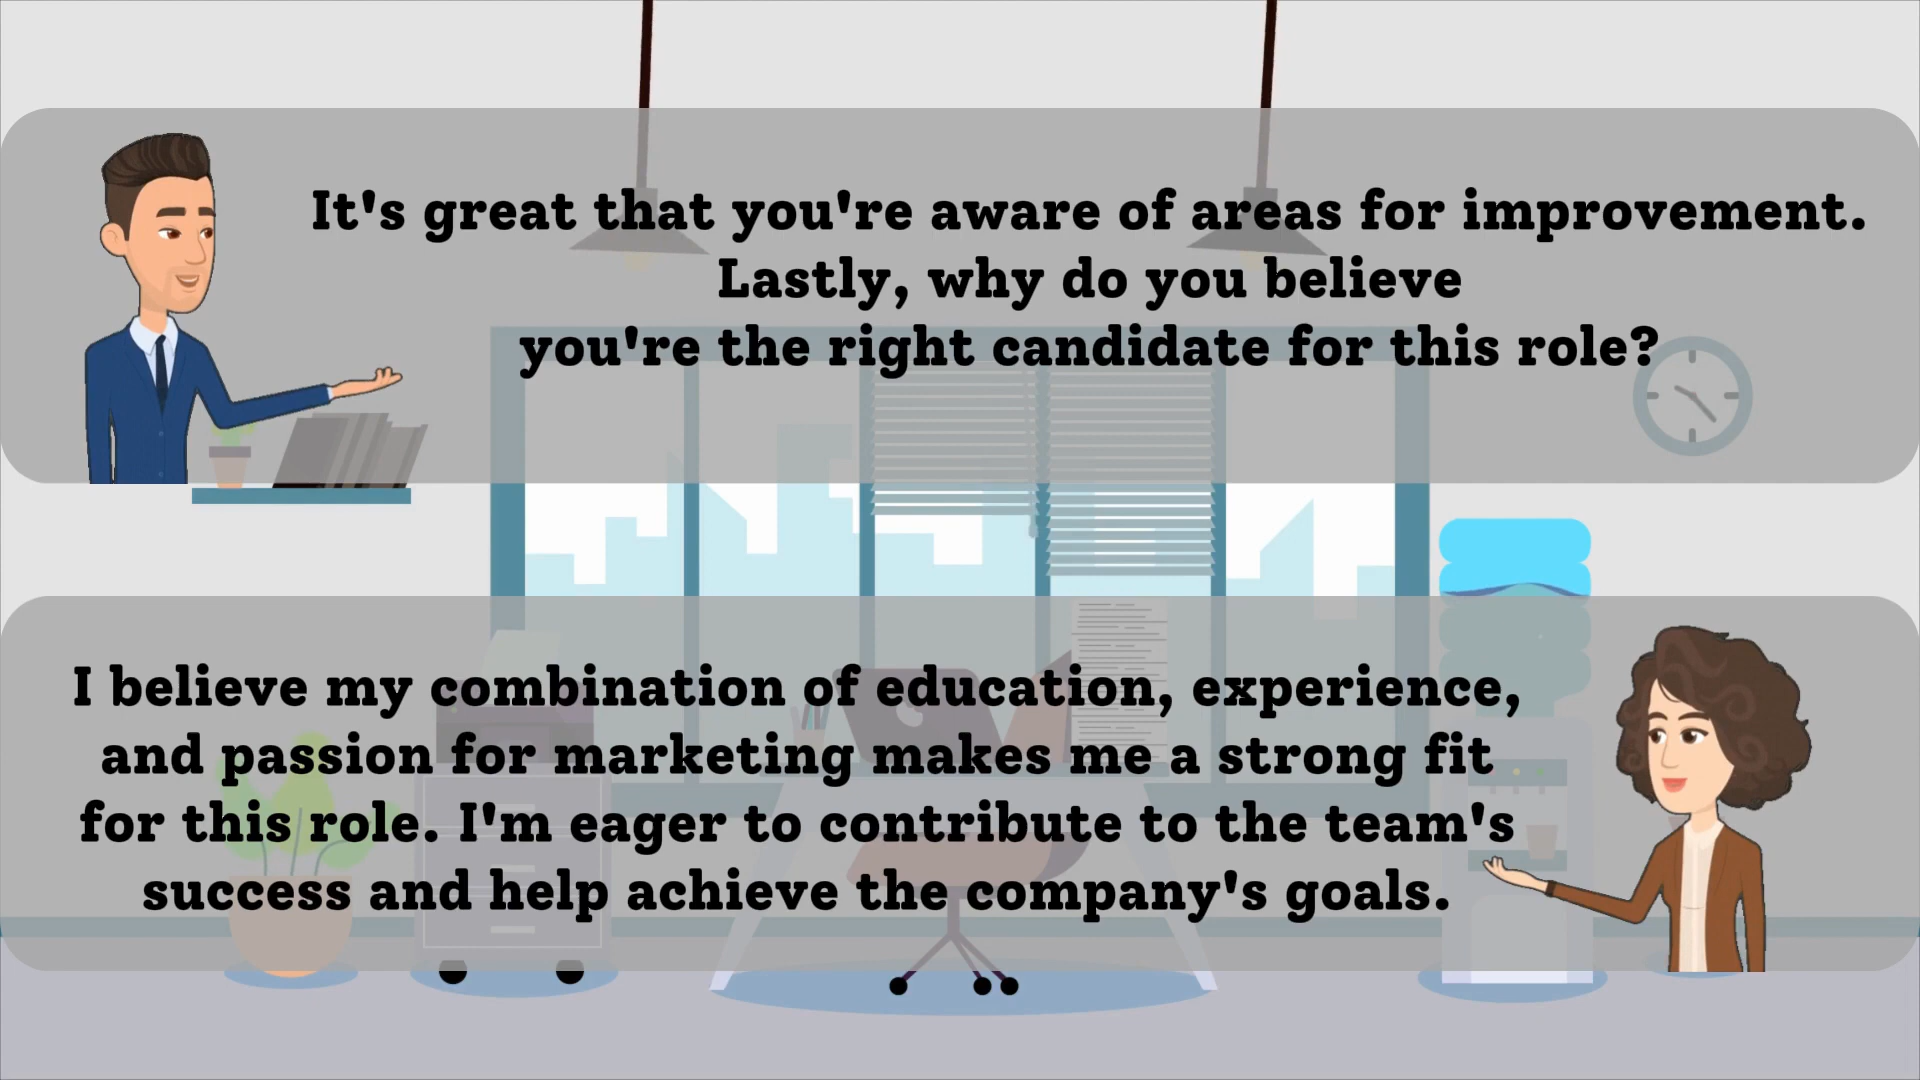 It's great that you're aware of areas for improvement.
Lastly, why do you believe
you're the right candidate for this role?
I believe my combination of education, experience,
and passion for marketing makes me a strong fit
for this role. I'm eager to contribute to the team's
success and help achieve the company's goals.